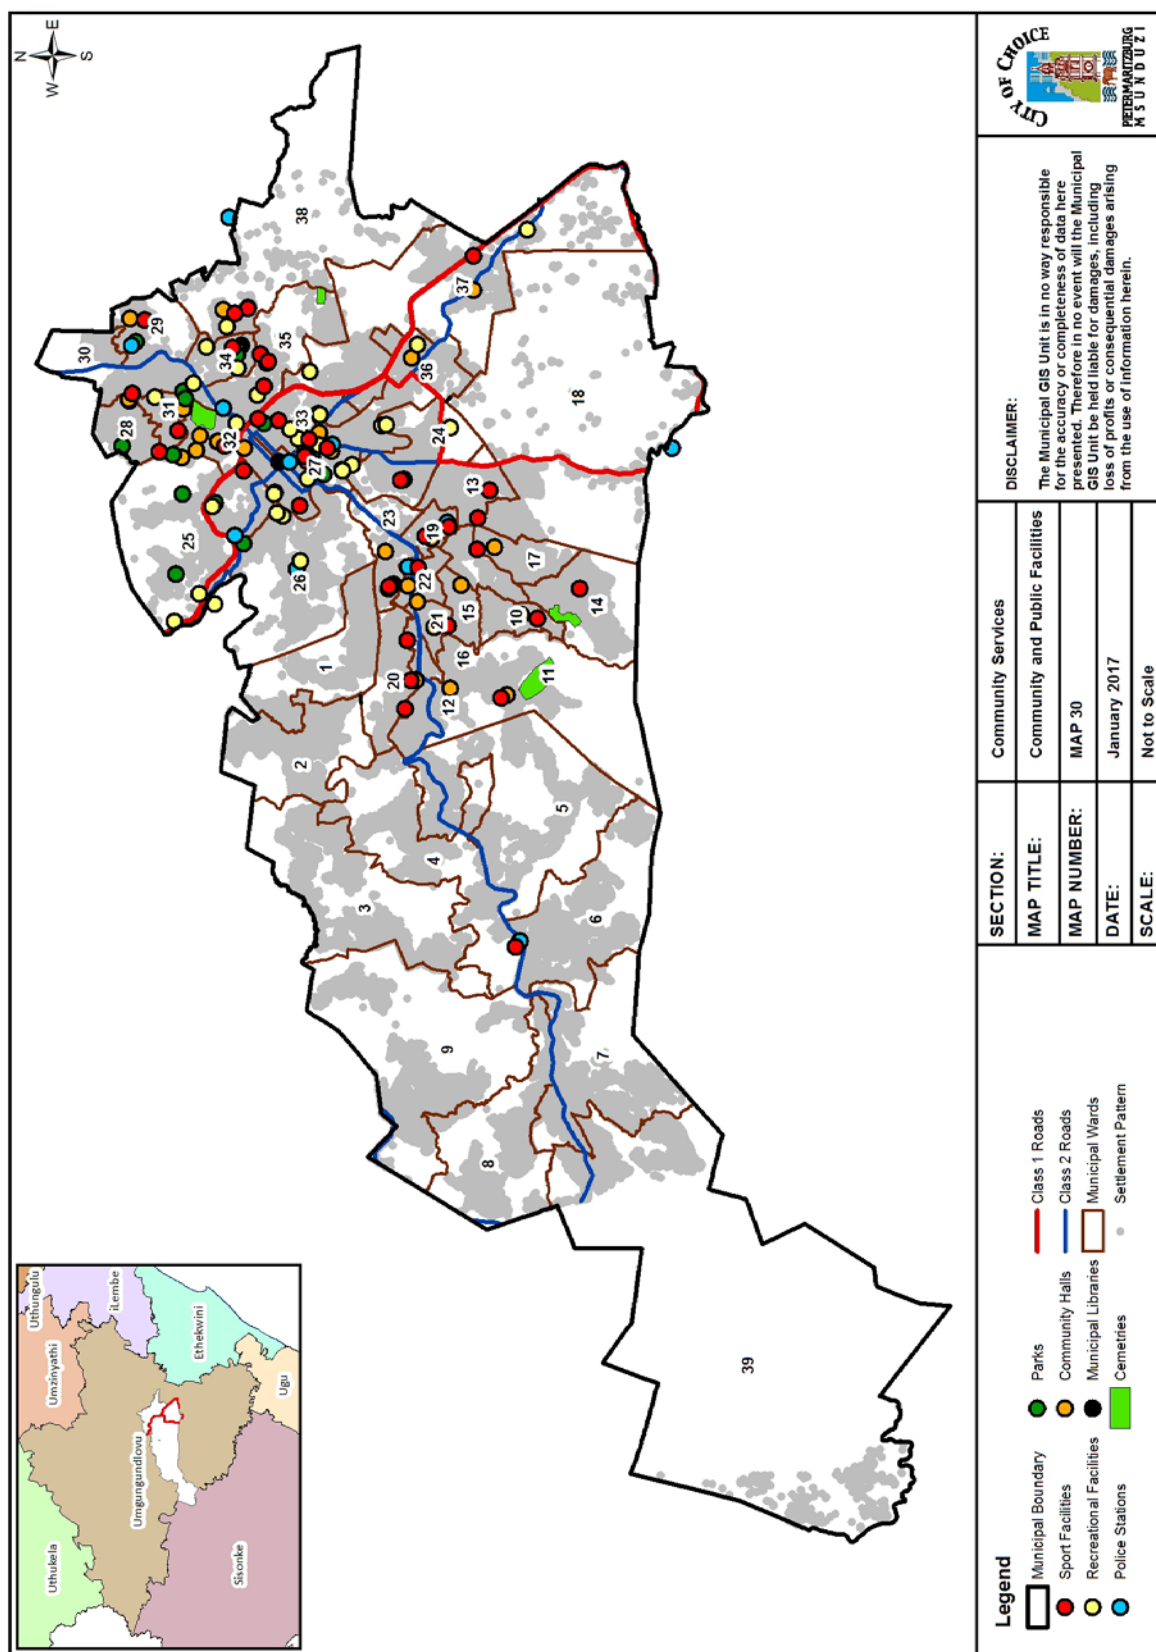 N
W
E
S
Uthukela
Umzinyathi
Uthungulu
iLembe
Umgungundlovu
Ethekwini
Sisonke
Ugu
30
29
38
28
31
34
35
32
25
33
27
37
36
26
24
18
23
13
19
1
22
17
21
15
20
16
10
14
12
11
2
5
4
3
6
9
7
8
39
Legend
Municipal Boundary
Sport Facilities
Recreational Facilities
Police Stations
Parks
Community Halls
Municipal Libraries
Cemetries
Class 1 Roads
Class 2 Roads
Municipal Wards
Settlement Pattern
SECTION:
Community Services
MAP TITLE:
Community and Public Facilities
MAP NUMBER:
MAP 30
DATE:
January 2017
SCALE:
Not to Scale
DISCLAIMER:
The Municipal GIS Unit is in no way responsible
for the accuracy or completeness of data here
presented. Therefore in no event will the Municipal
GIS Unit be held liable for damages, including
loss of profits or consequential damages arising
from the use of information herein.
CITY OF CHOICE
PIETERMARITZBURG
MSUNDUZI